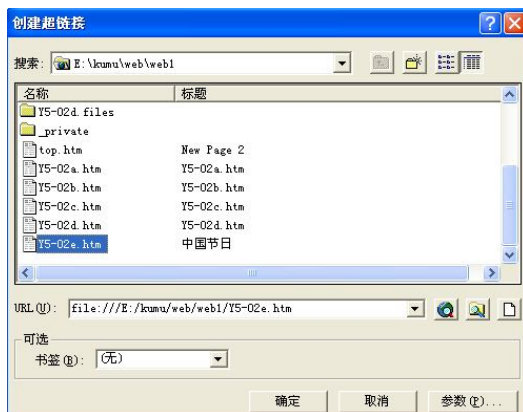 创建超链接
搜索: E:\kumu\web\web1
名称 标题
Y5-02d.files
_private
top.htm New Page 2
Y5-02a.htm Y5-02a.htm
Y5-02b.htm Y5-02b.htm
Y5-02c.htm Y5-02c.htm
Y5-02d.htm Y5-02d.htm
Y5-02e.htm 中国节日
URL(U): file:///E:/kumu/web/web1/Y5-02e.htm
可选
书签(B): (无)
确定 取消 参数(P)...